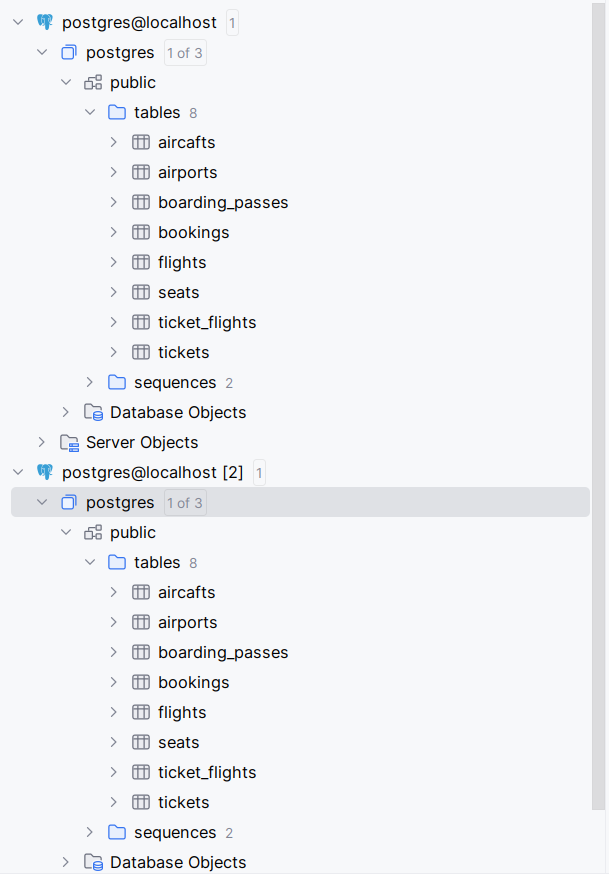 postgres@localhost 1
postgres 1 of 3
public
tables 8
aircafts
airports
boarding_passes
bookings
flights
seats
ticket_flights
tickets
sequences 2
Database Objects
Server Objects
postgres@localhost [2] 1
postgres 1 of 3
public
tables 8
aircafts
airports
boarding_passes
bookings
flights
seats
ticket_flights
tickets
sequences 2
Database Objects